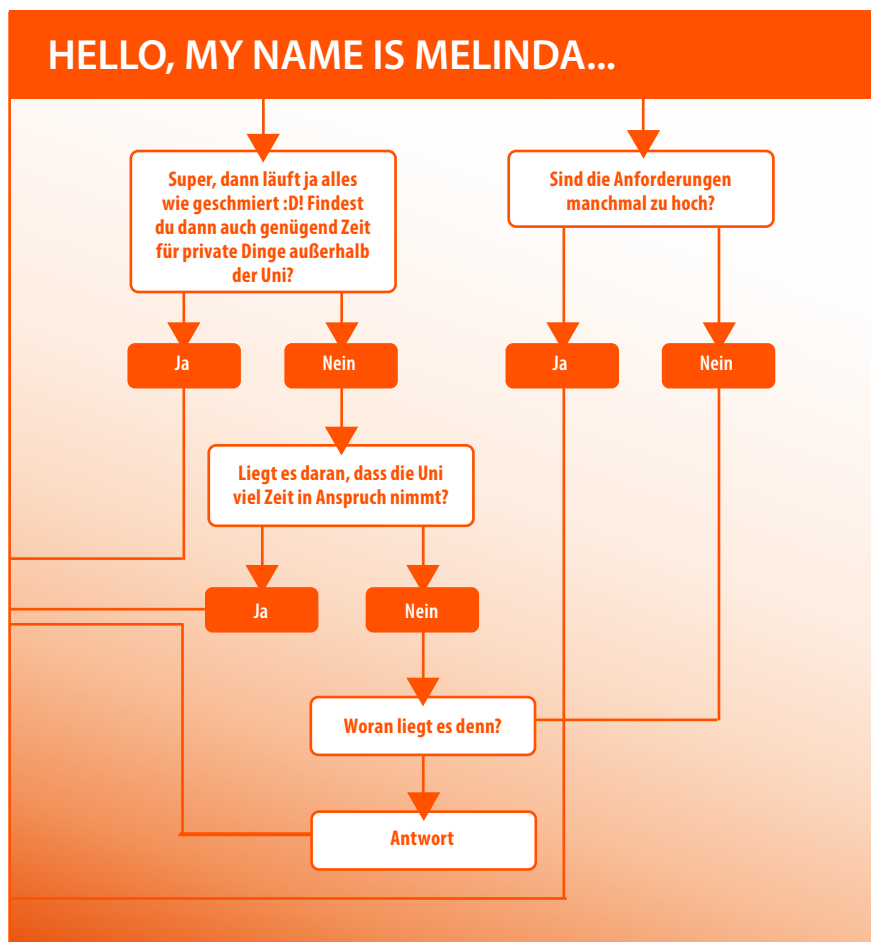 HELLO, MY NAME IS MELINDA...
Super, dann läuft ja alles
wie geschmiert :D! Findest
du dann auch genügend Zeit
für private Dinge außerhalb
der Uni?
Sind die Anforderungen
manchmal zu hoch?
Ja
Nein
Ja
Nein
Liegt es daran, dass die Uni
viel Zeit in Anspruch nimmt?
Ja
Nein
Woran liegt es denn?
Antwort